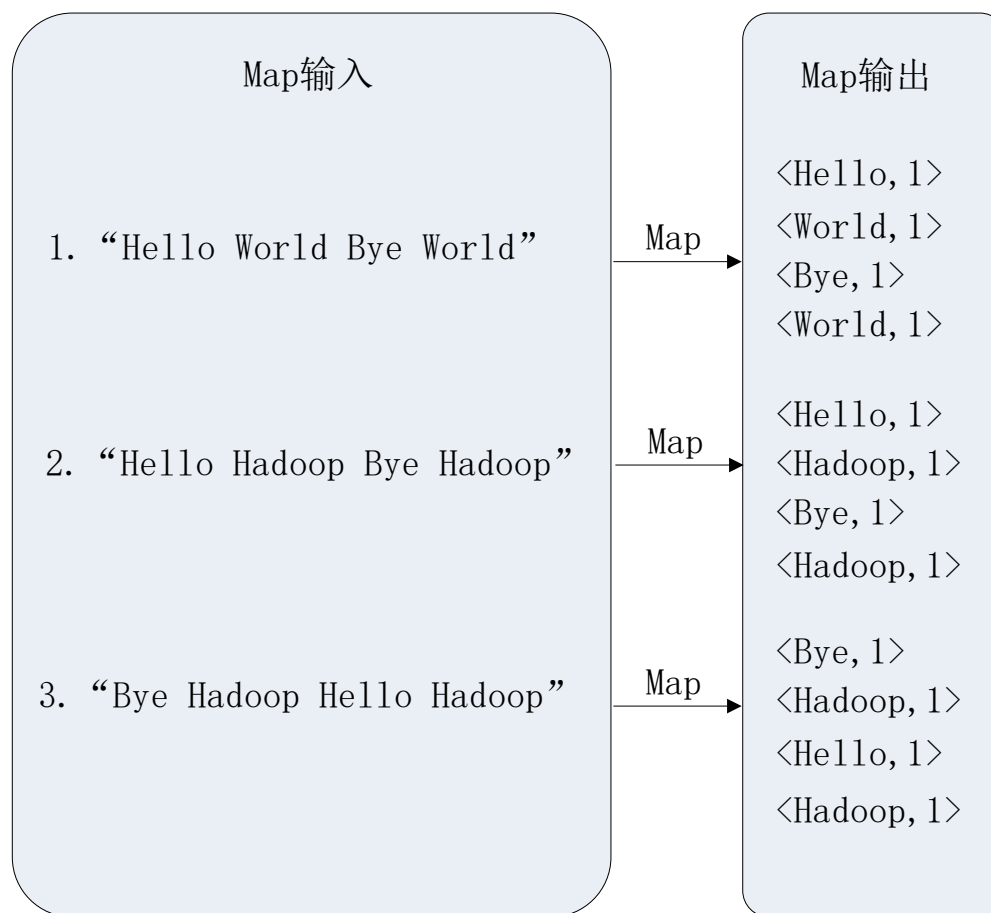 Map输入
Map输出
1. “Hello World Bye World”
Map
<Hello,1>
<World,1>
<Bye,1>
<World,1>
2. “Hello Hadoop Bye Hadoop”
Map
<Hello,1>
<Hadoop,1>
<Bye,1>
<Hadoop,1>
3. “Bye Hadoop Hello Hadoop”
Map
<Bye,1>
<Hadoop,1>
<Hello,1>
<Hadoop,1>